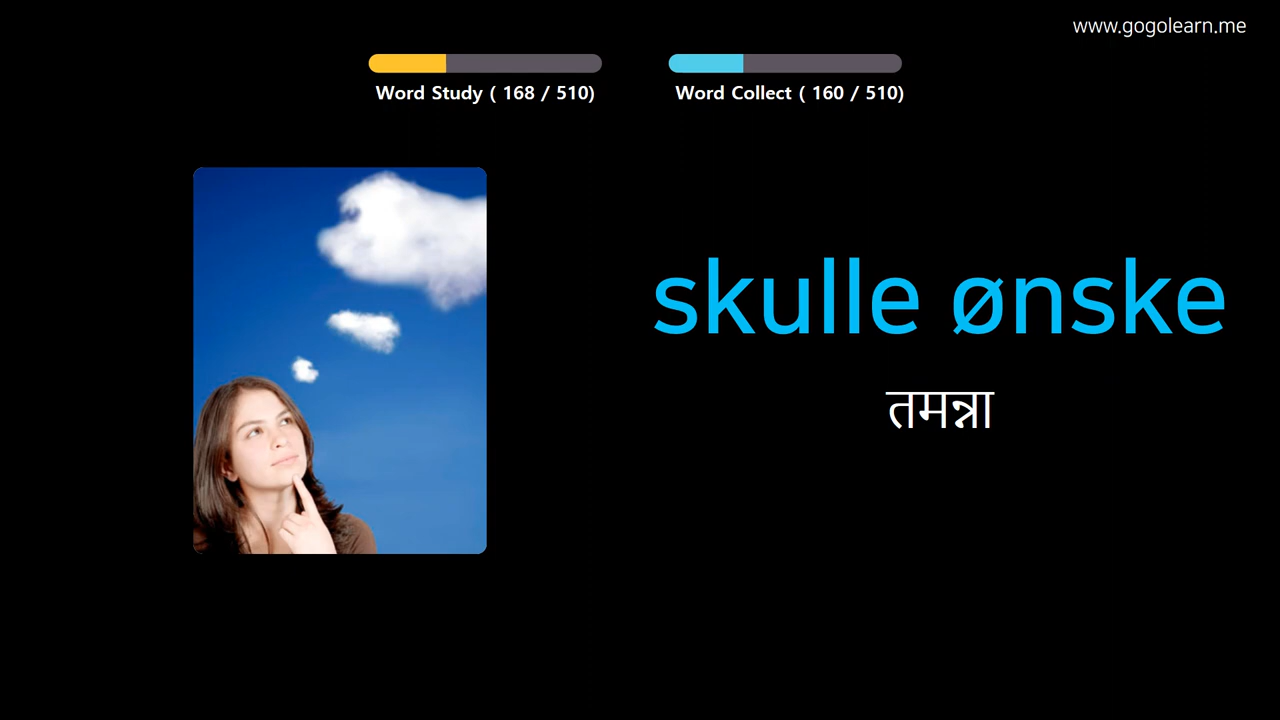 www.gogolearn.me
Word Study ( 168 / 510)
Word Collect ( 160 / 510)
skulle ønske
तमन्ना